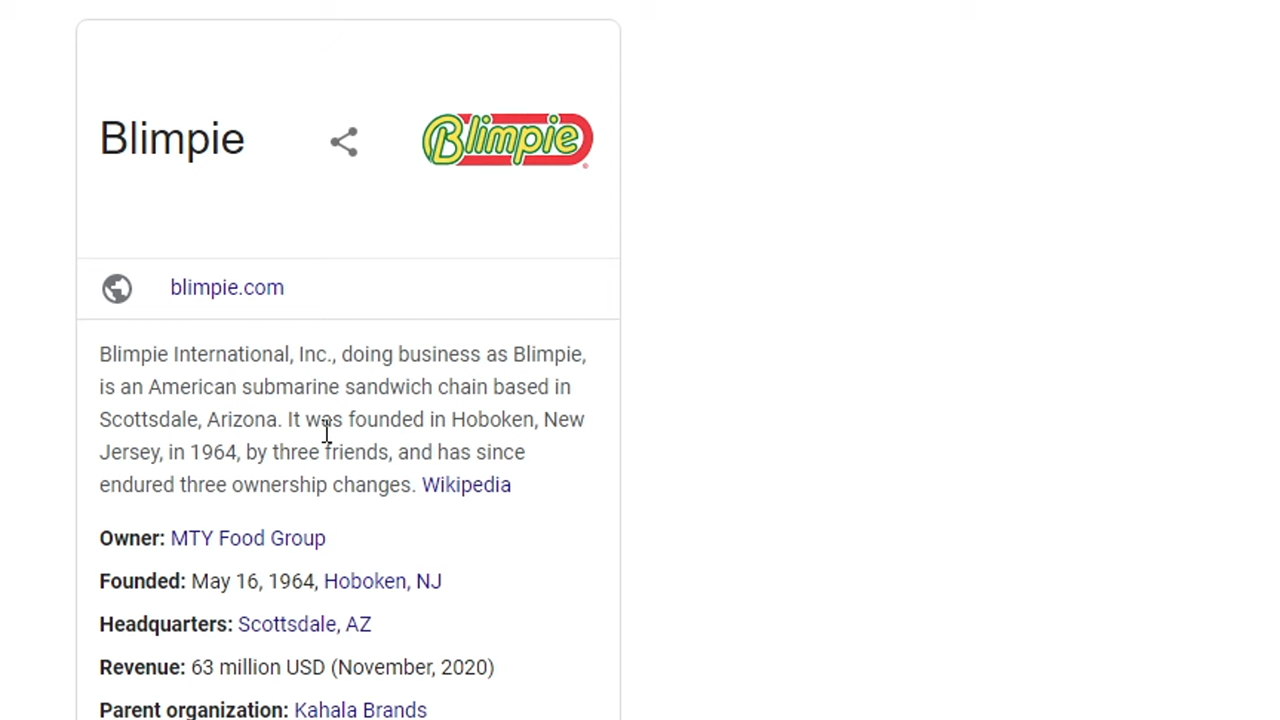 Blimpie
Blimpie
blimpie.com
Blimpie International, Inc., doing business as Blimpie,
is an American submarine sandwich chain based in
Scottsdale, Arizona. It was founded in Hoboken, New
Jersey, in 1964, by three friends, and has since
endured three ownership changes. Wikipedia
Owner: MTY Food Group
Founded: May 16, 1964, Hoboken, NJ
Headquarters: Scottsdale, AZ
Revenue: 63 million USD (November, 2020)
Parent organization: Kahala Brands